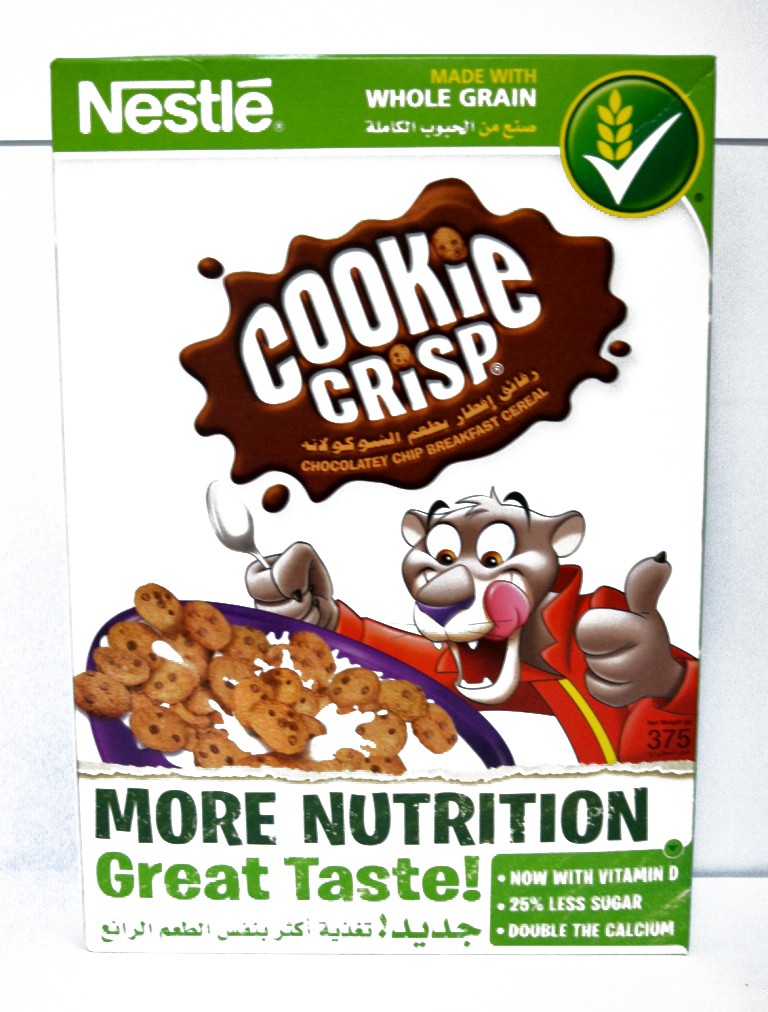 Nestlé
MADE WITH
WHOLE GRAIN
صنع من الحبوب الكاملة
COOKie
CRiSP®
رقائق إفطار بطعم الشوكولاته
CHOCOLATEY CHIP BREAKFAST CEREAL
375
MORE NUTRITION
Great Taste!
جديد! تغذية أكثر بنفس الطعم الرائع
• NOW WITH VITAMIN D
• 25% LESS SUGAR
• DOUBLE THE CALCIUM